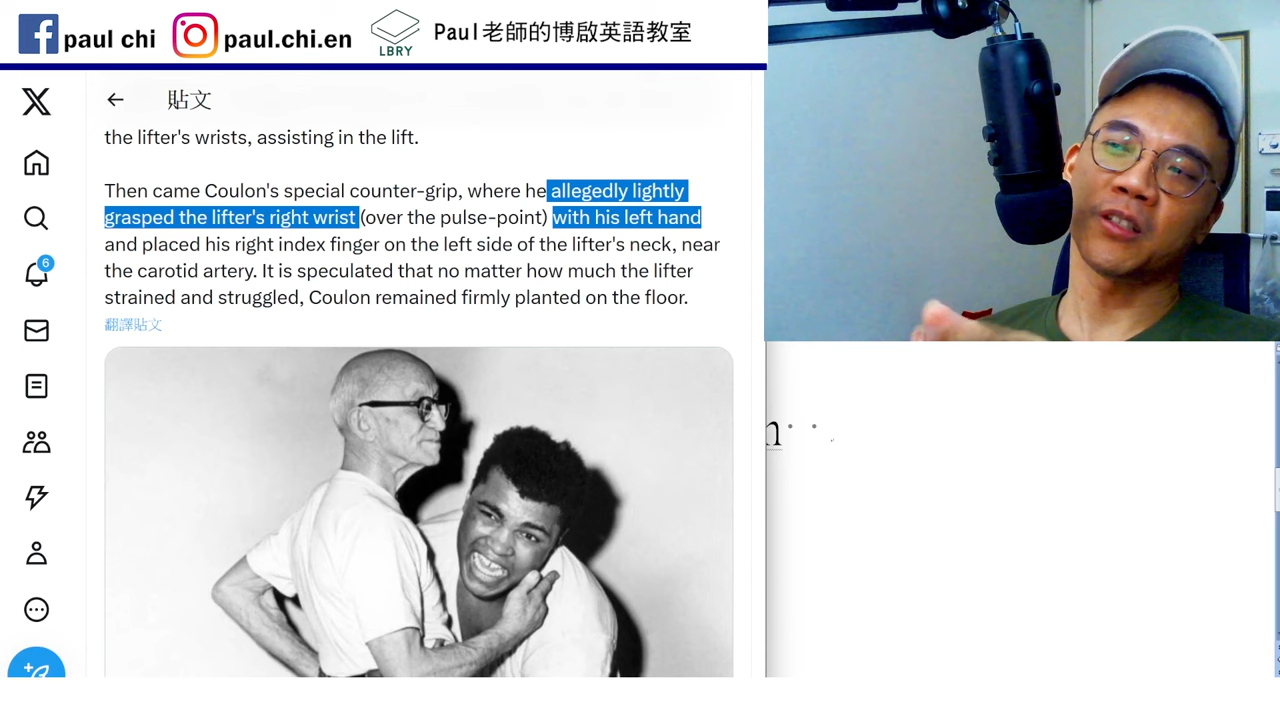 paul chi
paul.chi.en
LBRY
Paul老師的博啟英語教室
貼文
6
the lifter's wrists, assisting in the lift.
Then came Coulon's special counter-grip, where he allegedly lightly
grasped the lifter's right wrist (over the pulse-point) with his left hand
and placed his right index finger on the left side of the lifter's neck, near
the carotid artery. It is speculated that no matter how much the lifter
strained and struggled, Coulon remained firmly planted on the floor.
翻譯貼文